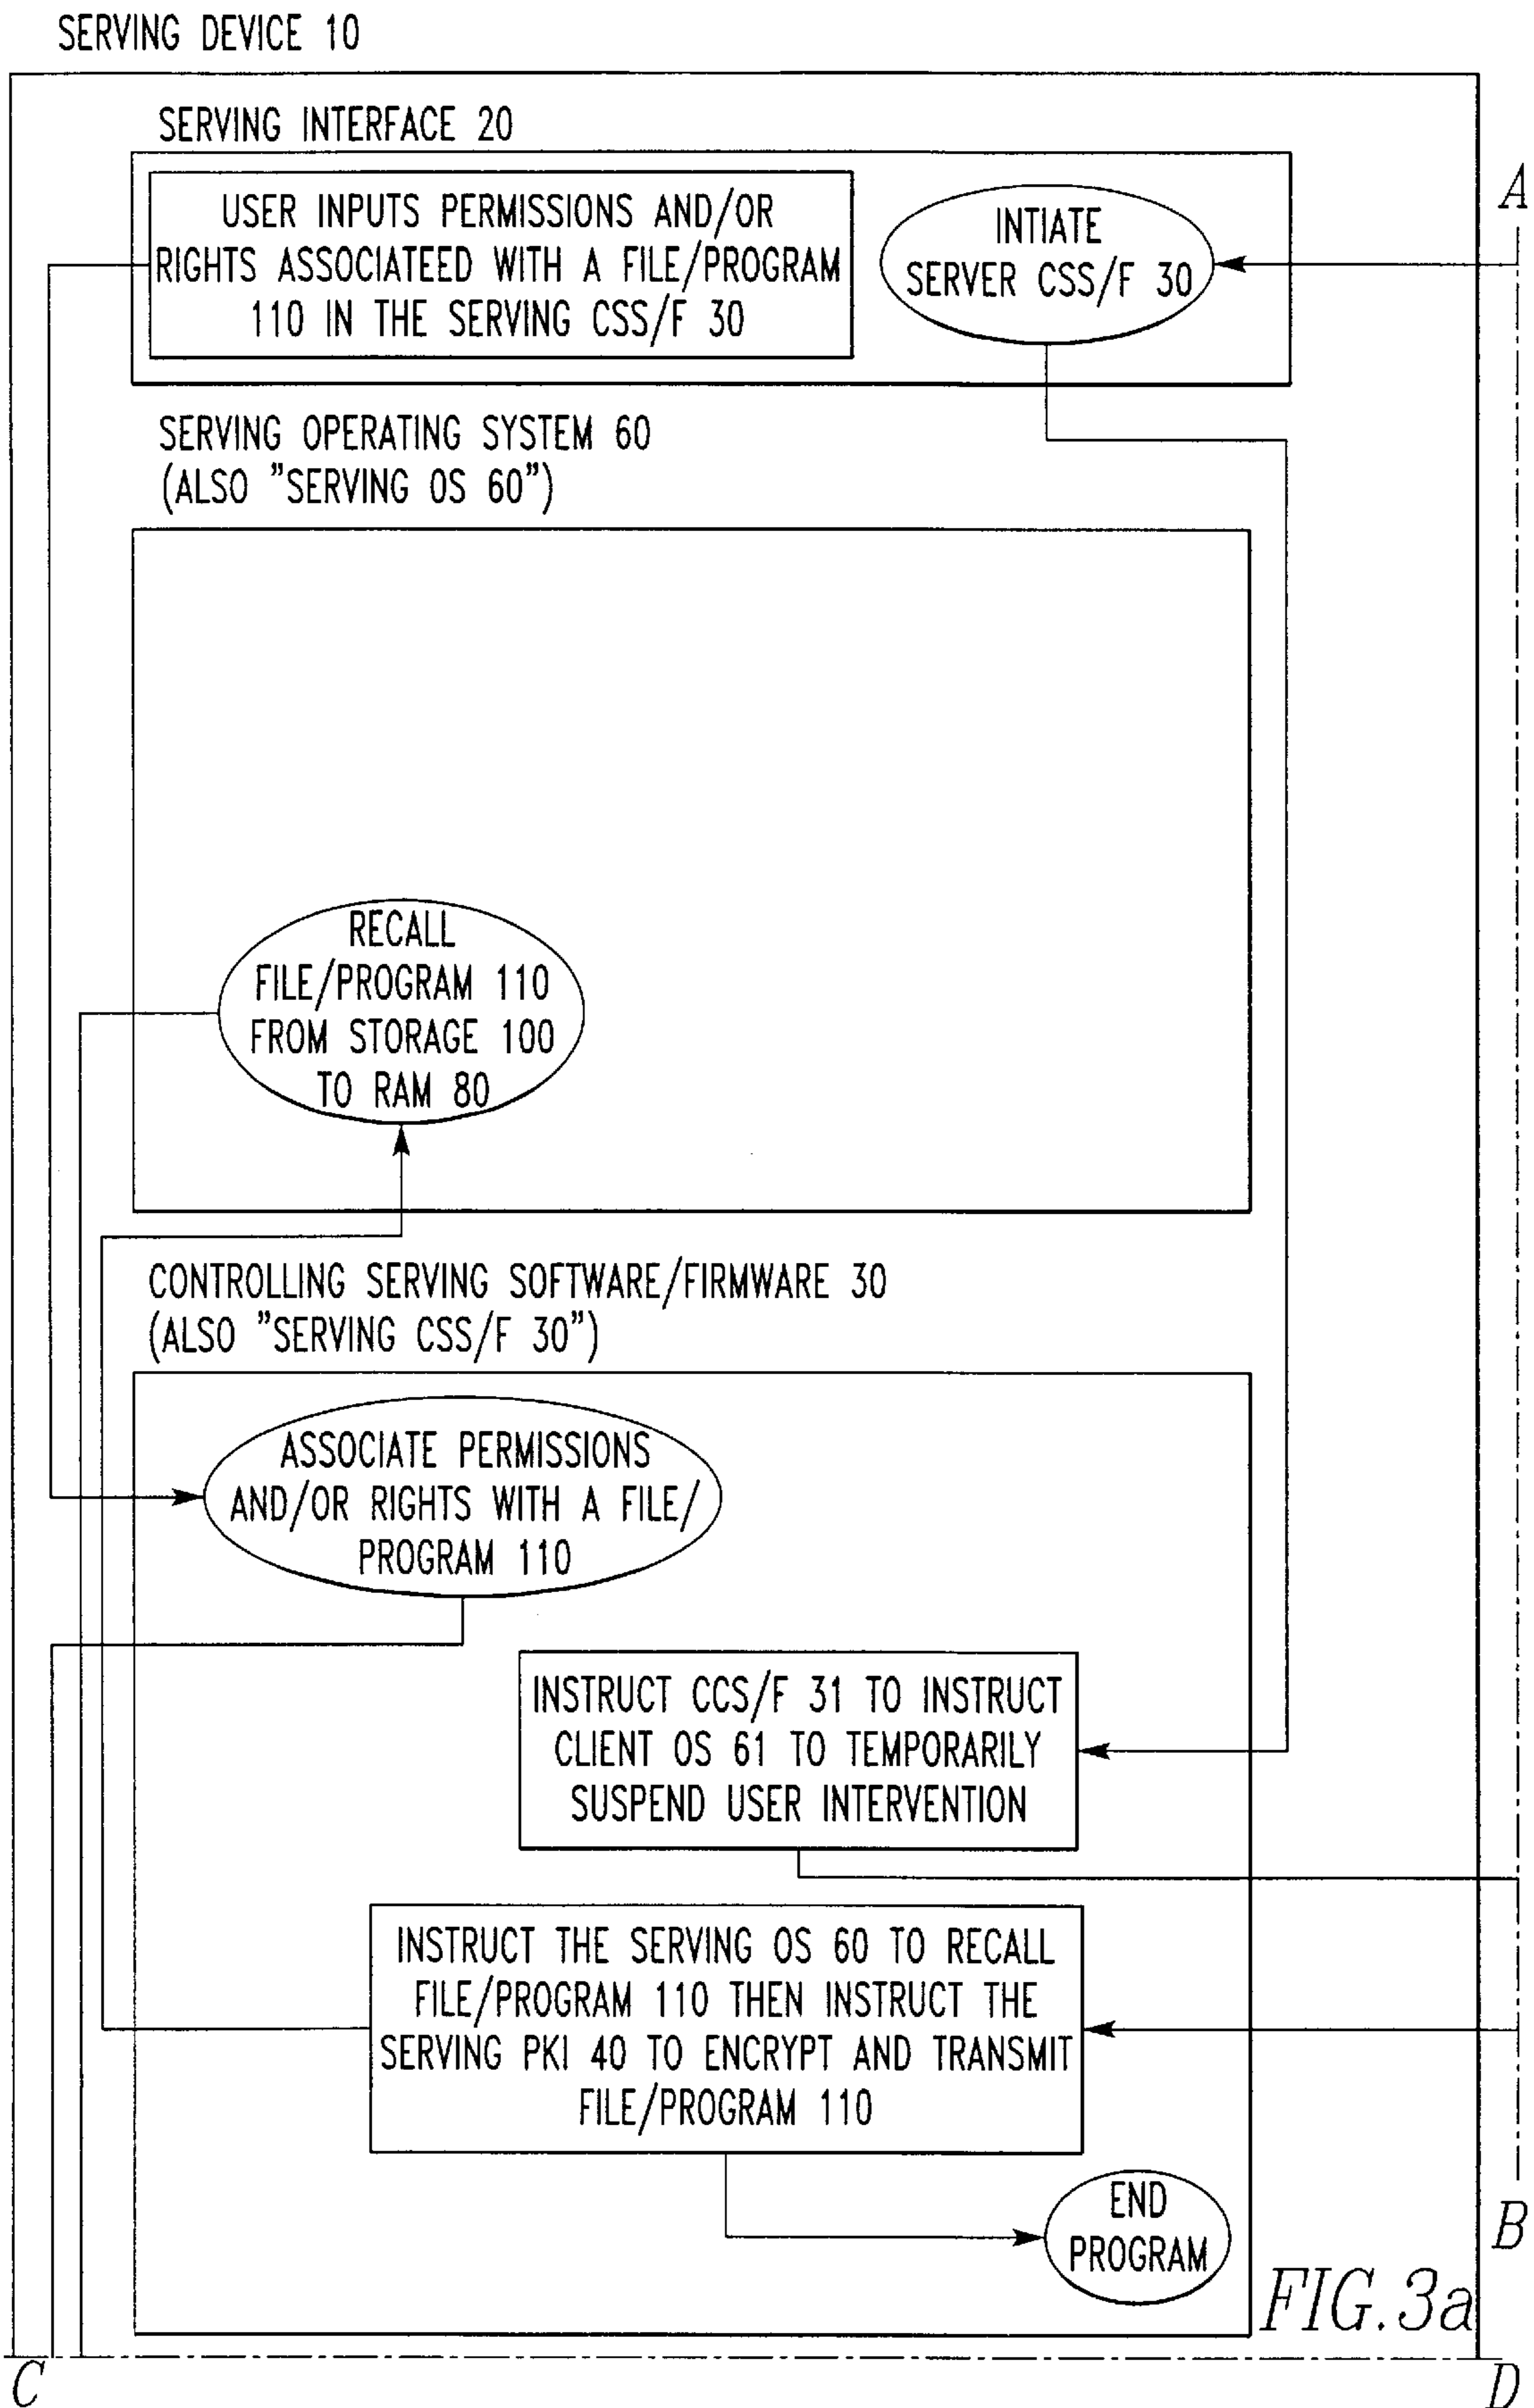 SERVING DEVICE 10
SERVING INTERFACE 20
USER INPUTS PERMISSIONS AND/OR
RIGHTS ASSOCIATEED WITH A FILE/PROGRAM
110 IN THE SERVING CSS/F 30
INTIATE
SERVER CSS/F 30
A
SERVING OPERATING SYSTEM 60
(ALSO "SERVING OS 60")
RECALL
FILE/PROGRAM 110
FROM STORAGE 100
TO RAM 80
CONTROLLING SERVING SOFTWARE/FIRMWARE 30
(ALSO "SERVING CSS/F 30")
ASSOCIATE PERMISSIONS
AND/OR RIGHTS WITH A FILE/
PROGRAM 110
INSTRUCT CCS/F 31 TO INSTRUCT
CLIENT OS 61 TO TEMPORARILY
SUSPEND USER INTERVENTION
INSTRUCT THE SERVING OS 60 TO RECALL
FILE/PROGRAM 110 THEN INSTRUCT THE
SERVING PKI 40 TO ENCRYPT AND TRANSMIT
FILE/PROGRAM 110
END
PROGRAM
B
FIG. 3a
C
D